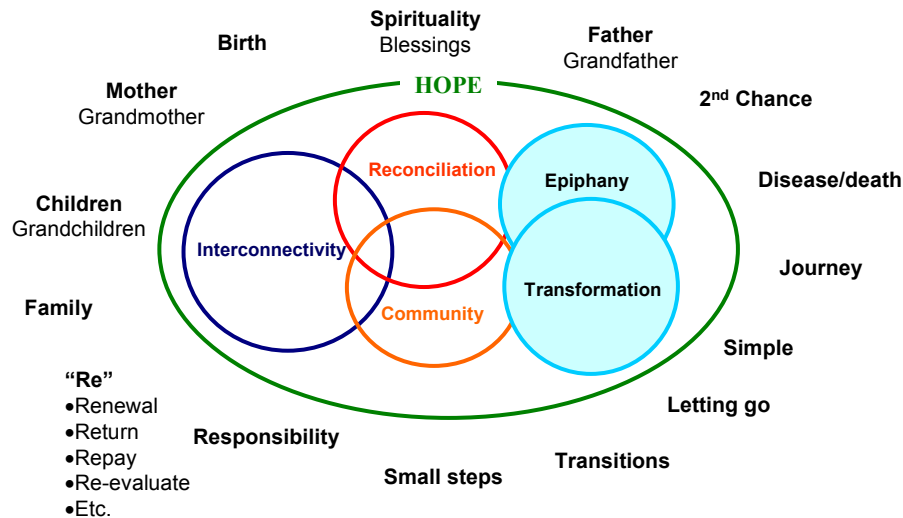 Spirituality
Blessings
Birth
Father
Grandfather
HOPE
Mother
Grandmother
2nd Chance
Reconciliation
Epiphany
Disease/death
Children
Grandchildren
Interconnectivity
Journey
Transformation
Family
Community
Simple
“Re”
•Renewal
•Return
•Repay
•Re-evaluate
•Etc.
Letting go
Responsibility
Transitions
Small steps